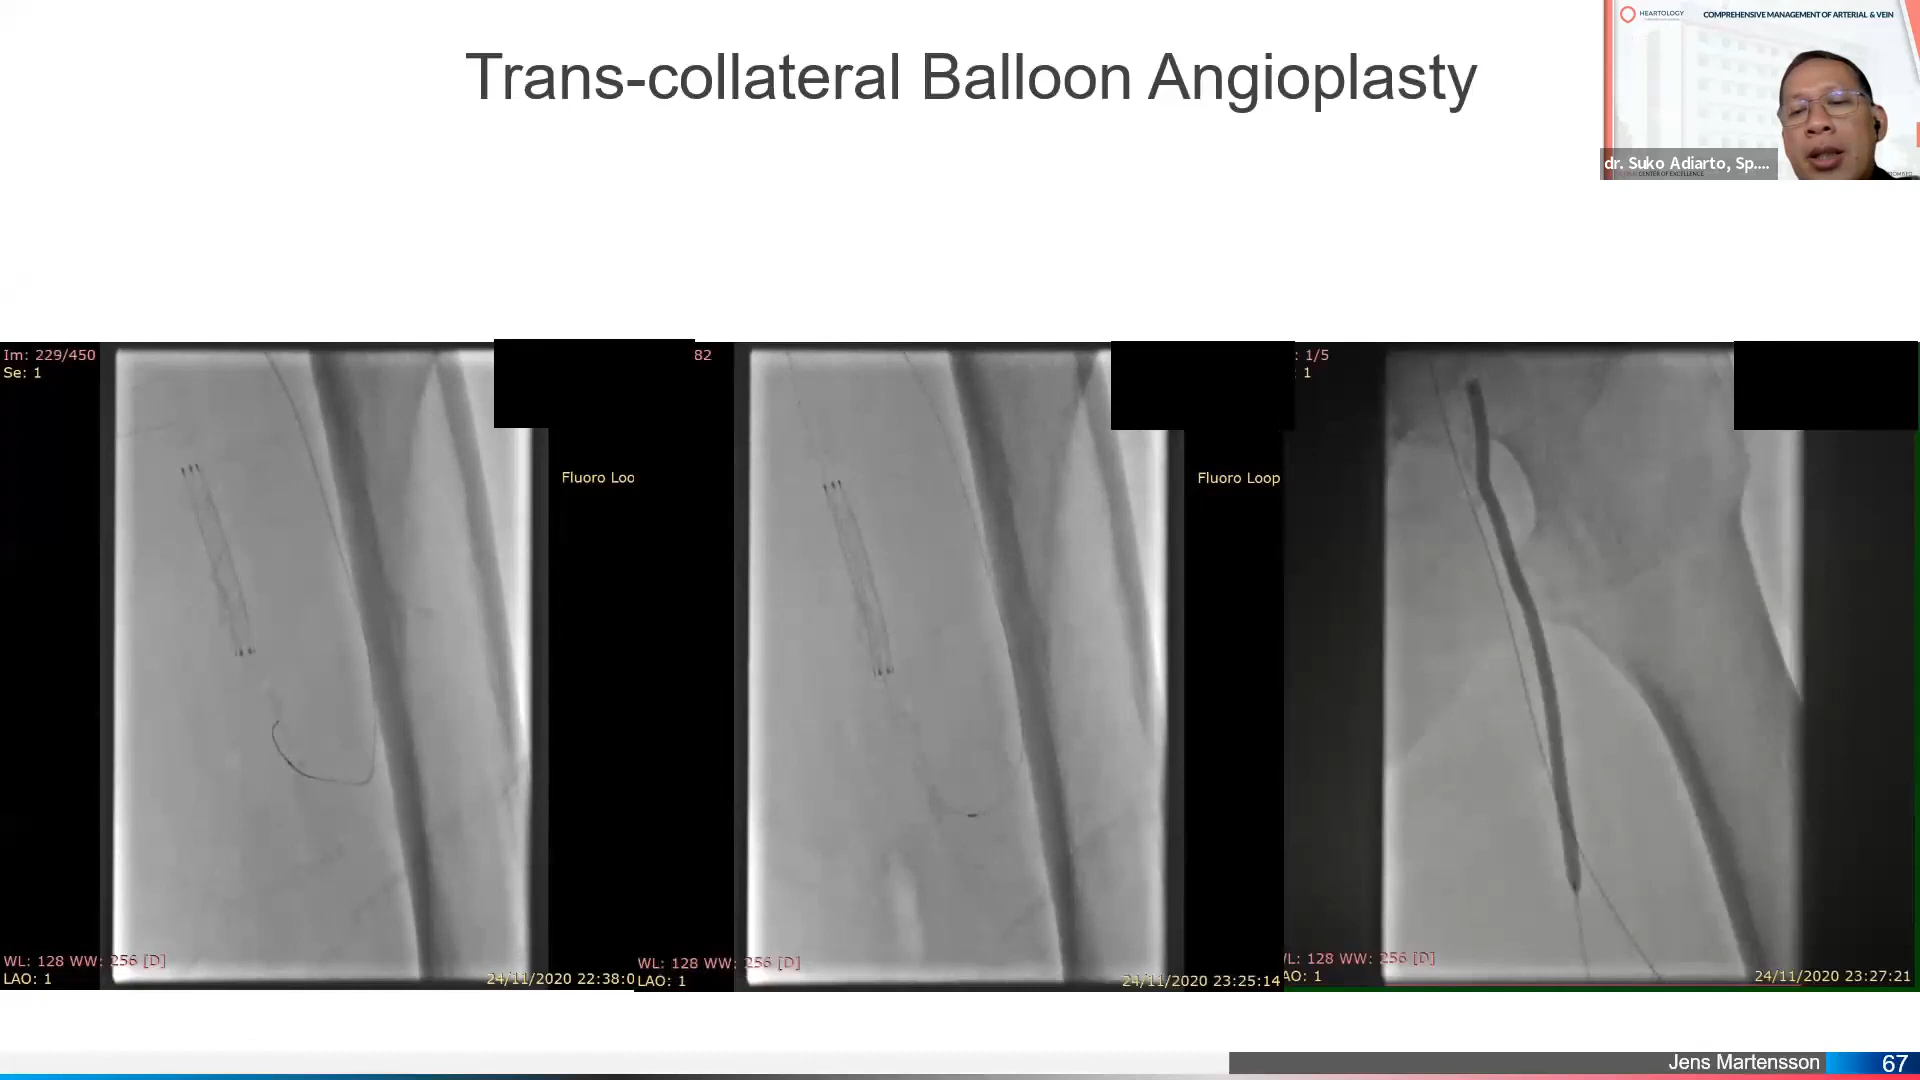 Trans-collateral Balloon Angioplasty
HEARTOLOGY
COMPREHENSIVE MANAGEMENT OF ARTERIAL & VEIN
dr. Suko Adiarto, Sp....
CENTER OF EXCELLENCE
Im: 229/450
Se: 1
Fluoro Loo
WL: 128 WW: 256 [D]
LAO: 1
24/11/2020 22:38:0
82
Fluoro Loop
WL: 128 WW: 256 [D]
LAO: 1
24/11/2020 23:25:14
: 1/5
: 1
/L: 128 WW: 256 [D]
AO: 1
24/11/2020 23:27:21
Jens Martensson
67